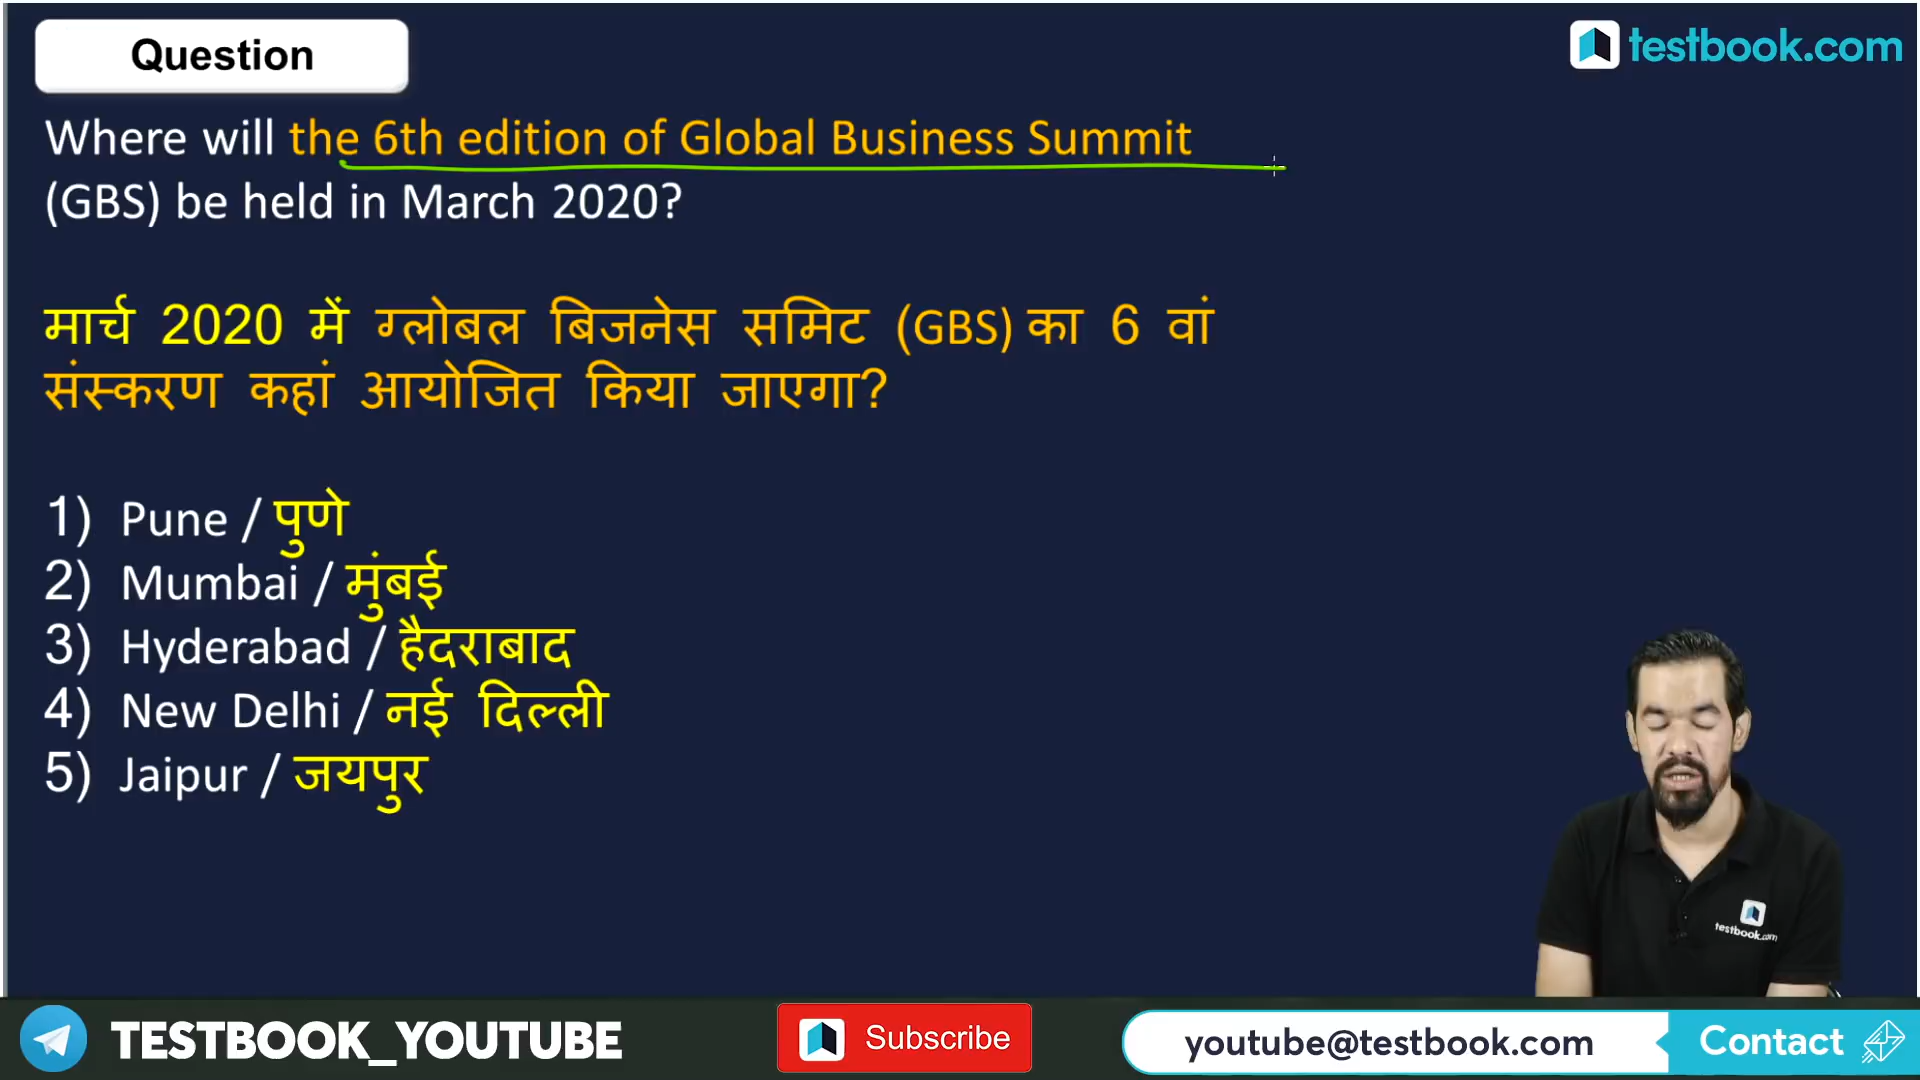 Question
testbook.com
Where will the 6th edition of Global Business Summit
(GBS) be held in March 2020?
मार्च 2020 में ग्लोबल बिजनेस समिट (GBS) का 6 वां
संस्करण कहां आयोजित किया जाएगा?
1) Pune / पुणे
2) Mumbai / मुंबई
3) Hyderabad / हैदराबाद
4) New Delhi / नई दिल्ली
5) Jaipur / जयपुर
testbook.com
TESTBOOK_YOUTUBE
Subscribe
youtube@testbook.com
Contact